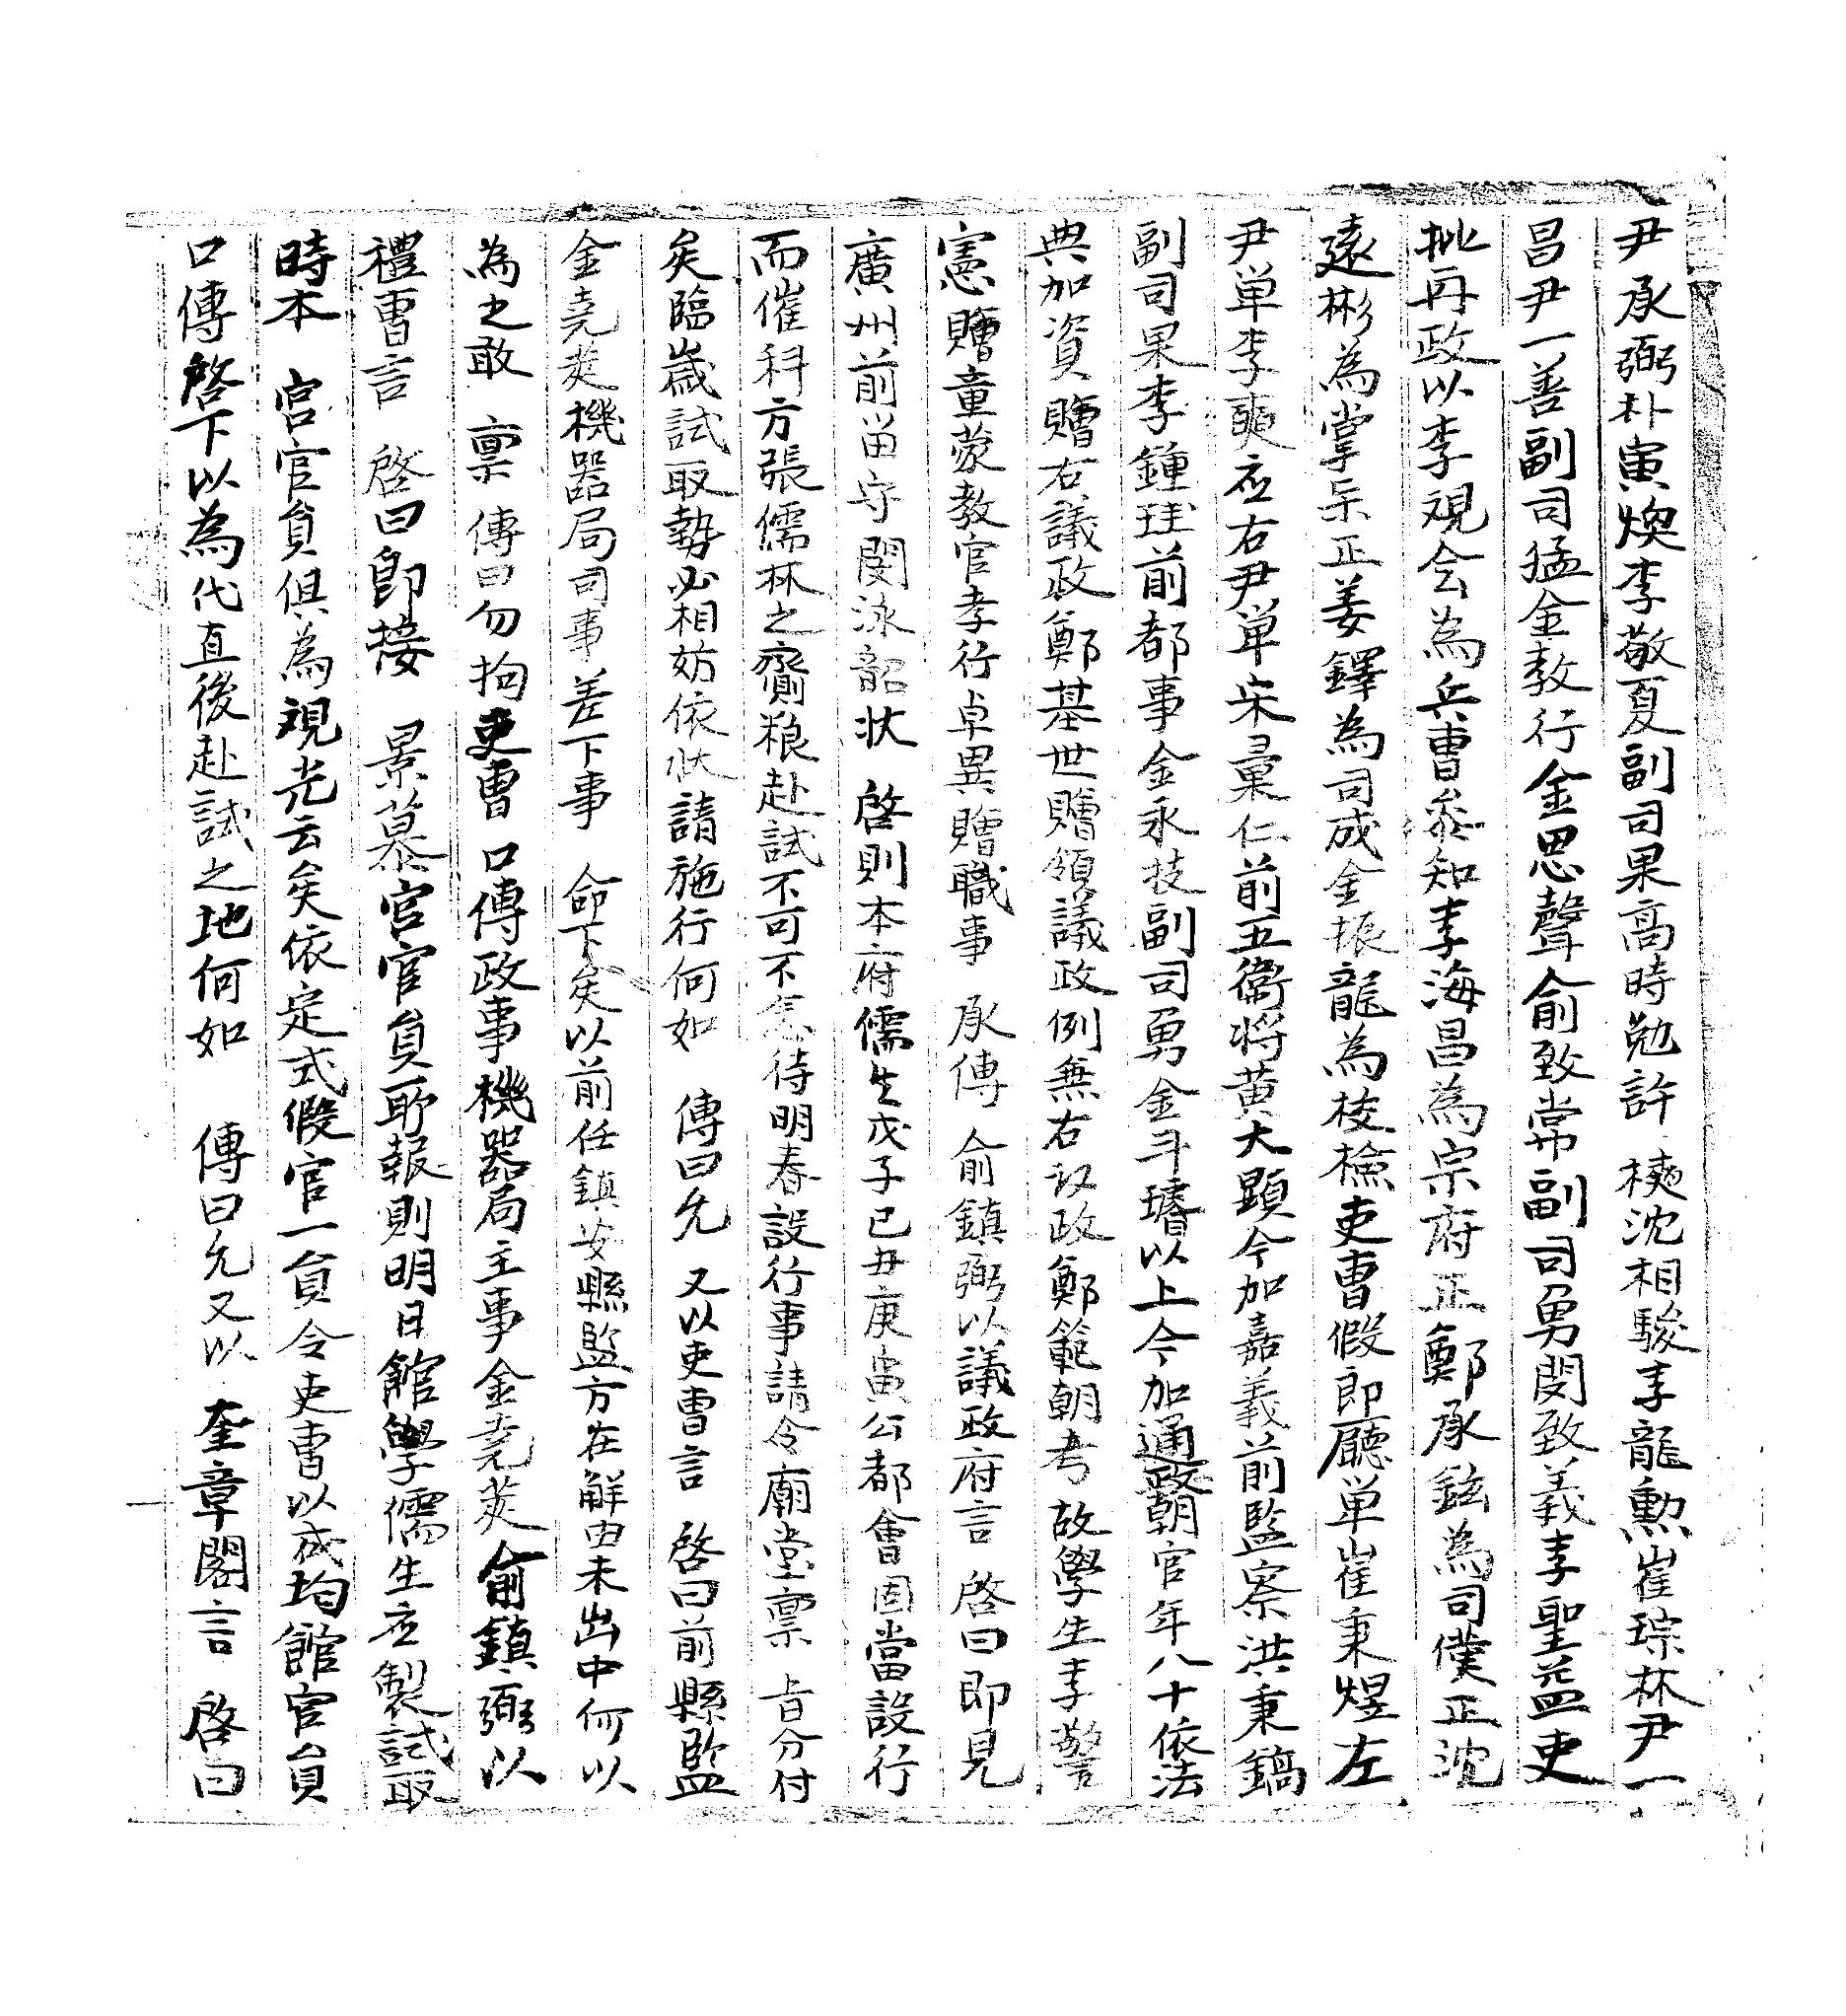 尹承弼朴寅煥李敬夏副司果高時勉許樾沈相駿李龍勳崔琮林尹一
昌尹一善副司猛金敎行金思聲俞致常副司勇閔致義李聖益吏
批再政以李觀會為兵曹叅知李海昌為宗府正鄭承鉉為司僕正沈
遠彬為掌乐正姜鐸為司成金振龍為校檢吏曹假郎廳単崔秉煜左
尹単李奭应右尹単宋彙仁前五衛將黃大顕今加嘉義前監察洪秉鎬
副司果李鍾珪前都事金永技副司勇金斗璿以上今加通政朝官年八十依法
典加資贈右議政鄭基世贈領議政例兼右議政鄭範朝考故學生李謷
憲贈童蒙教官孝行卓異贈職事 承傳 俞鎮弼以議政府言 啓曰即見
廣州前留守閔泳韶狀 啓則本府儒生戊子己丑庚寅公都會固當設行
而催科方張儒林之齎粮赴試不可不念待明春設行事請令廟堂禀 旨分付
矣臨歲試取勢必相妨依狀請施行何如 傳曰允 又以吏曹言 啓曰前縣監
金堯莢機器局司事差下事 命下矣以前任鎮安縣監方在解由未出中何以
為之敢 稟 傳曰勿拘吏曹 口傳政事機器局主事金堯莢俞鎮弼以
禮曹言 啓曰卽接 景慕宮官員所報則明日館學儒生应製試取
時本 宮官員俱為觀光云矣依定式假官一員令吏曹以成均館官員
口傳啓下以為代直後赴試之地何如 傳曰允又以 奎章閣言 啓曰